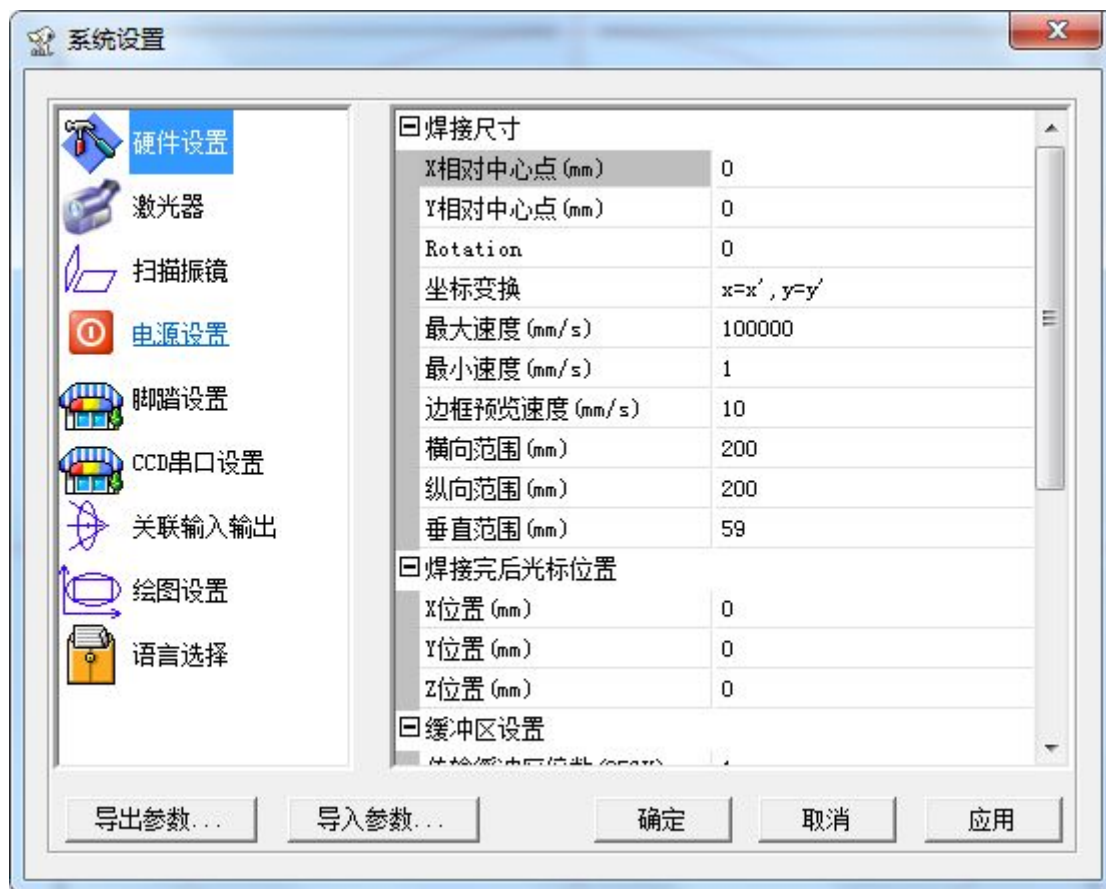 系统设置
硬件设置
激光器
扫描振镜
电源设置
脚踏设置
CCD串口设置
关联输入输出
绘图设置
语言选择
焊接尺寸
X相对中心点(mm) 0
Y相对中心点(mm) 0
Rotation 0
坐标变换 x=x',y=y'
最大速度(mm/s) 100000
最小速度(mm/s) 1
边框预览速度(mm/s) 10
横向范围(mm) 200
纵向范围(mm) 200
垂直范围(mm) 59
焊接完后光标位置
X位置(mm) 0
Y位置(mm) 0
Z位置(mm) 0
缓冲区设置
导出参数...
导入参数...
确定
取消
应用